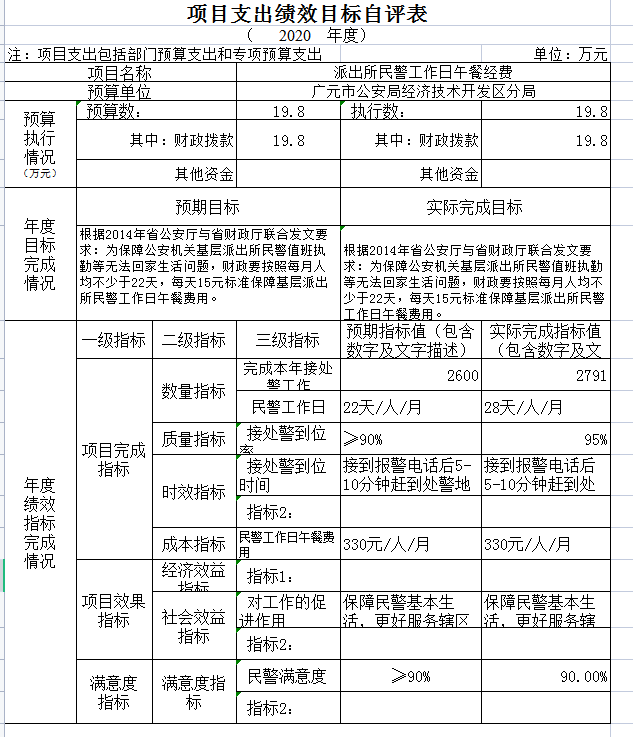 项目支出绩效目标自评表
（ 2020 年度）
注：项目支出包括部门预算支出和专项预算支出 单位：万元
项目名称 派出所民警工作日午餐经费
预算单位 广元市公安局经济技术开发区分局
预算
执行
情况
（万元）
预算数： 19.8 执行数： 19.8
其中：财政拨款 19.8 其中：财政拨款 19.8
其他资金 其他资金
年度
目标
完成
情况
预期目标 实际完成目标
根据2014年省公安厅与省财政厅联合发文要
求：为保障公安机关基层派出所民警值班执
勤等无法回家生活问题，财政要按照每月人
均不少于22天，每天15元标准保障基层派出
所民警工作日午餐费用。
根据2014年省公安厅与省财政厅联合发文要
求：为保障公安机关基层派出所民警值班执勤
等无法回家生活问题，财政要按照每月人均不
少于22天，每天15元标准保障基层派出所民警
工作日午餐费用。
年度
绩效
指标
完成
情况
一级指标 二级指标 三级指标
预期指标值（包含
数字及文字描述）
实际完成指标值
（包含数字及文
项目完成
指标
数量指标
完成本年接处
警工作
2600 2791
民警工作日 22天/人/月 28天/人/月
质量指标
接处警到位
率
≥90% 95%
时效指标
接处警到位
时间
接到报警电话后5-
10分钟赶到处警地
接到报警电话后
5-10分钟赶到处
指标2：
成本指标
民警工作日午餐费
用
330元/人/月 330元/人/月
项目效果
指标
经济效益
指标
指标1：
社会效益
指标
对工作的促
进作用
保障民警基本生
活，更好服务辖区
保障民警基本生
活，更好服务辖
指标2：
满意度
指标
满意度指
标
民警满意度 ≥90% 90.00%
指标2：